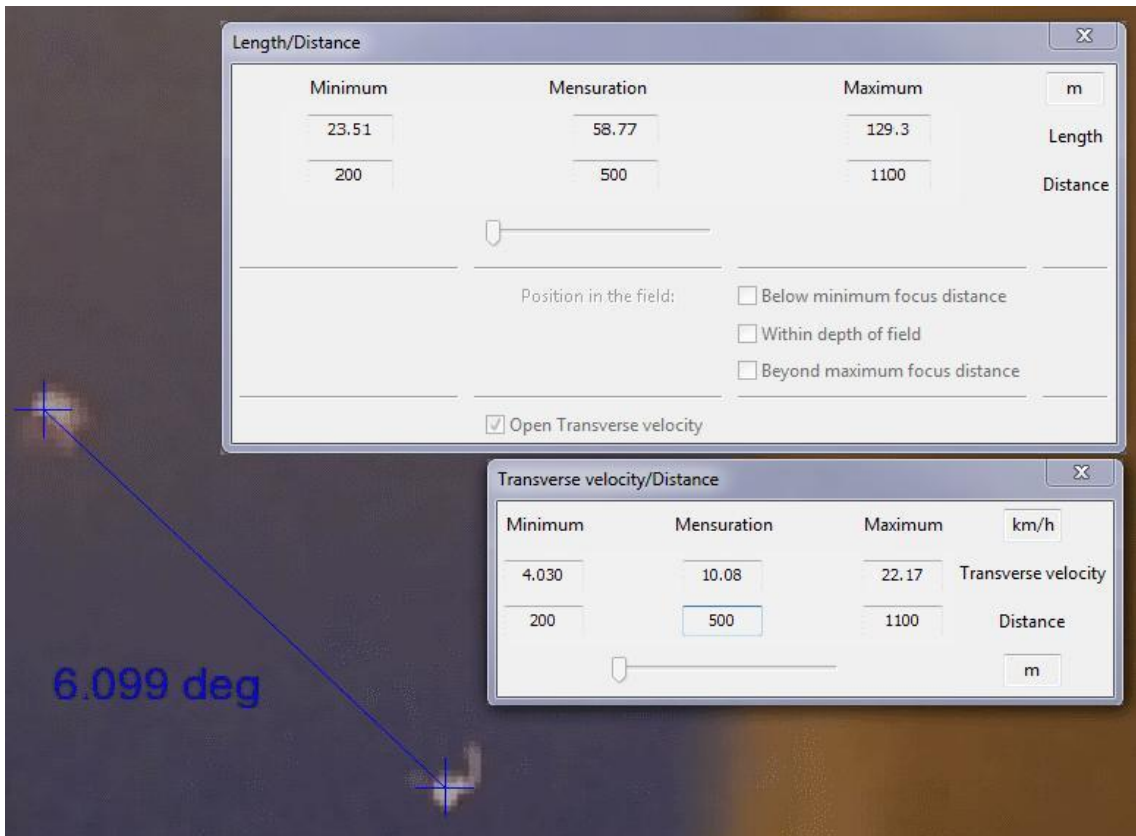 Length/Distance
Minimum Mensuration Maximum m
23.51 58.77 129.3 Length
200 500 1100 Distance
Position in the field: Below minimum focus distance
Within depth of field
Beyond maximum focus distance
Open Transverse velocity
Transverse velocity/Distance
Minimum Mensuration Maximum km/h
4.030 10.08 22.17 Transverse velocity
200 500 1100 Distance
m
6.099 deg